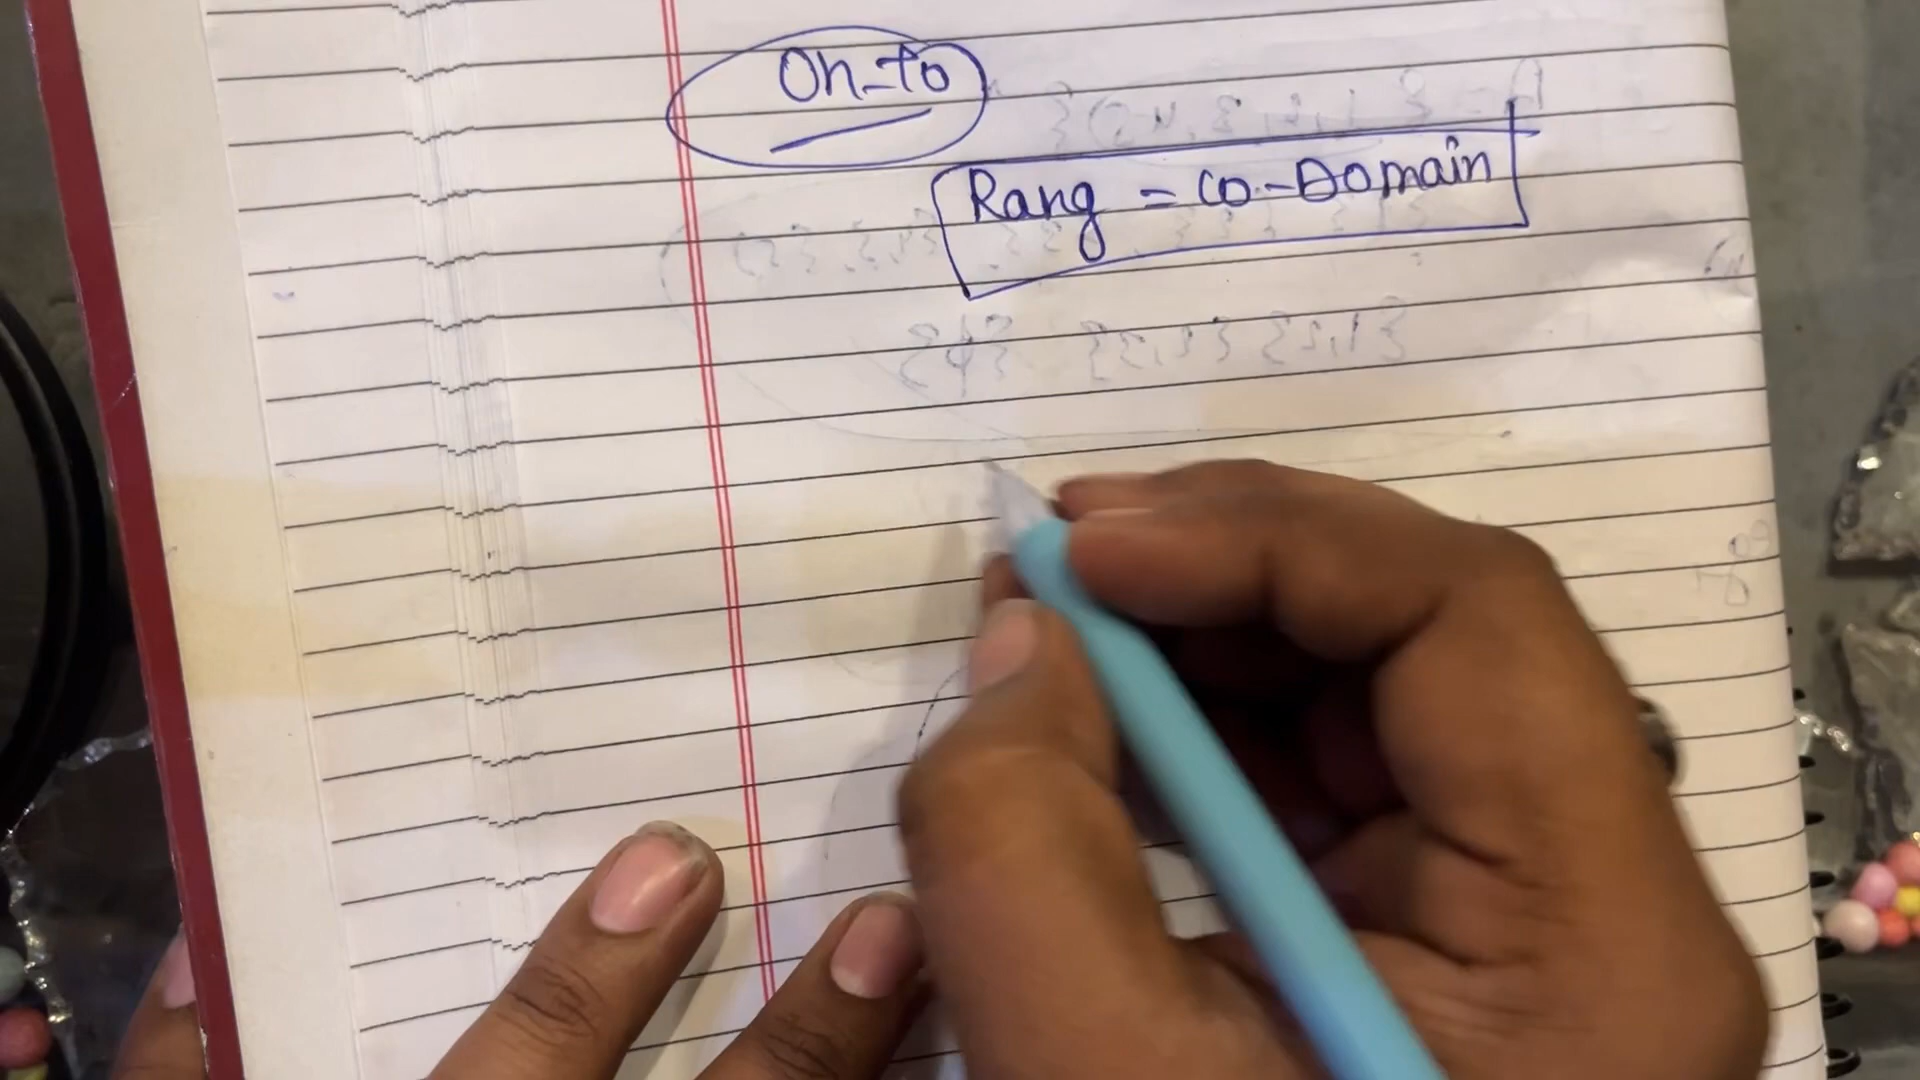 On-to
Rang = co-Domain